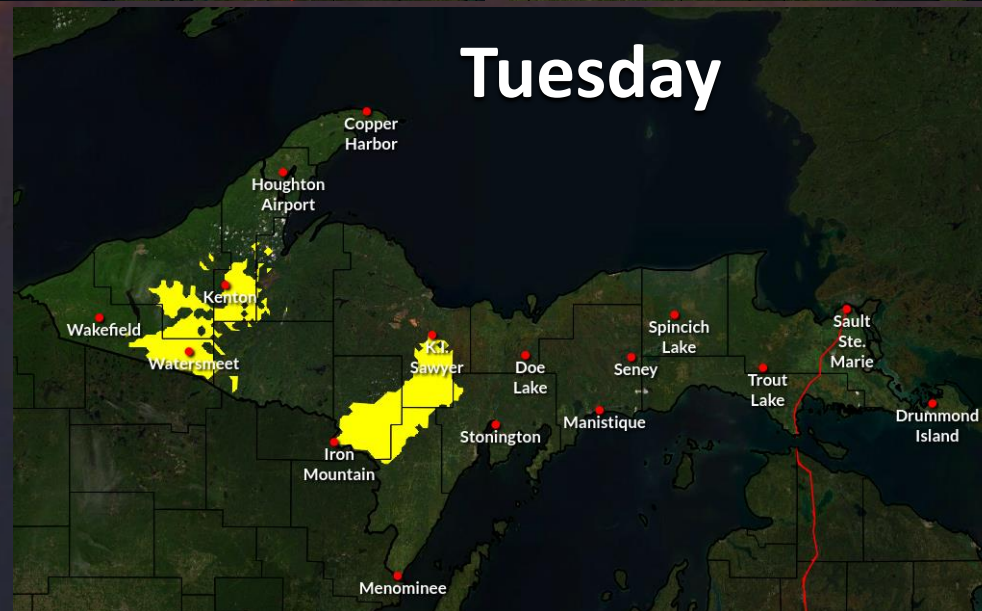 Tuesday
Copper
Harbor
Houghton
Airport
Kenton
Wakefield
Watersmeet
K.I.
Sawyer
Iron
Mountain
Menominee
Doe
Lake
Stonington
Seney
Manistique
Spincich
Lake
Trout
Lake
Sault
Ste.
Marie
Drummond
Island